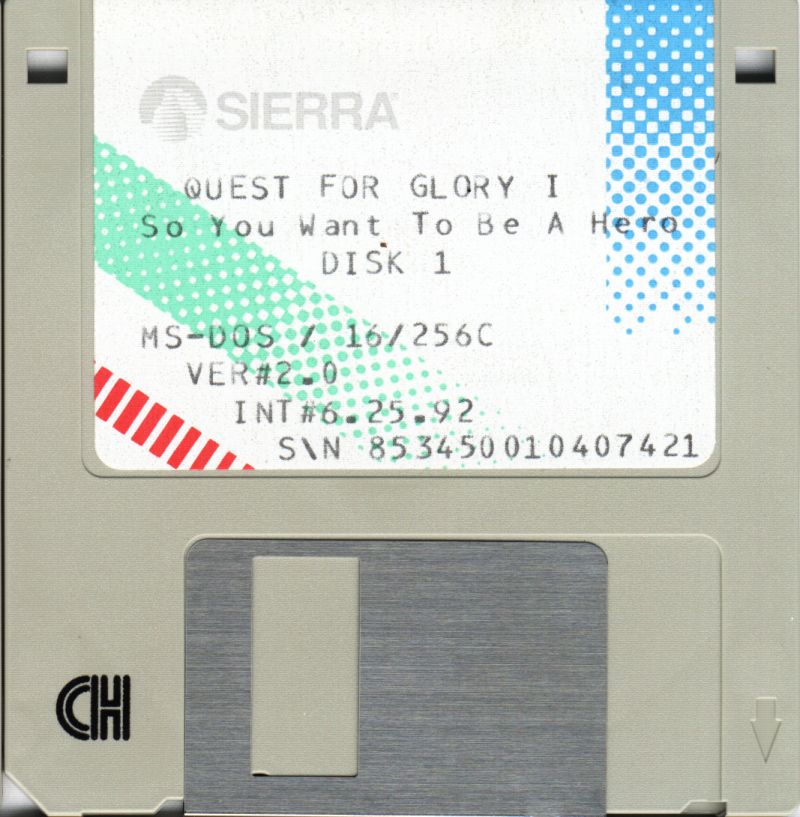 SIERRA
QUEST FOR GLORY I
So You Want To Be A Hero
DISK 1
MS-DOS / 16/256C
VER#2.0
INT#6.25.92
S\N 853450010407421
CH